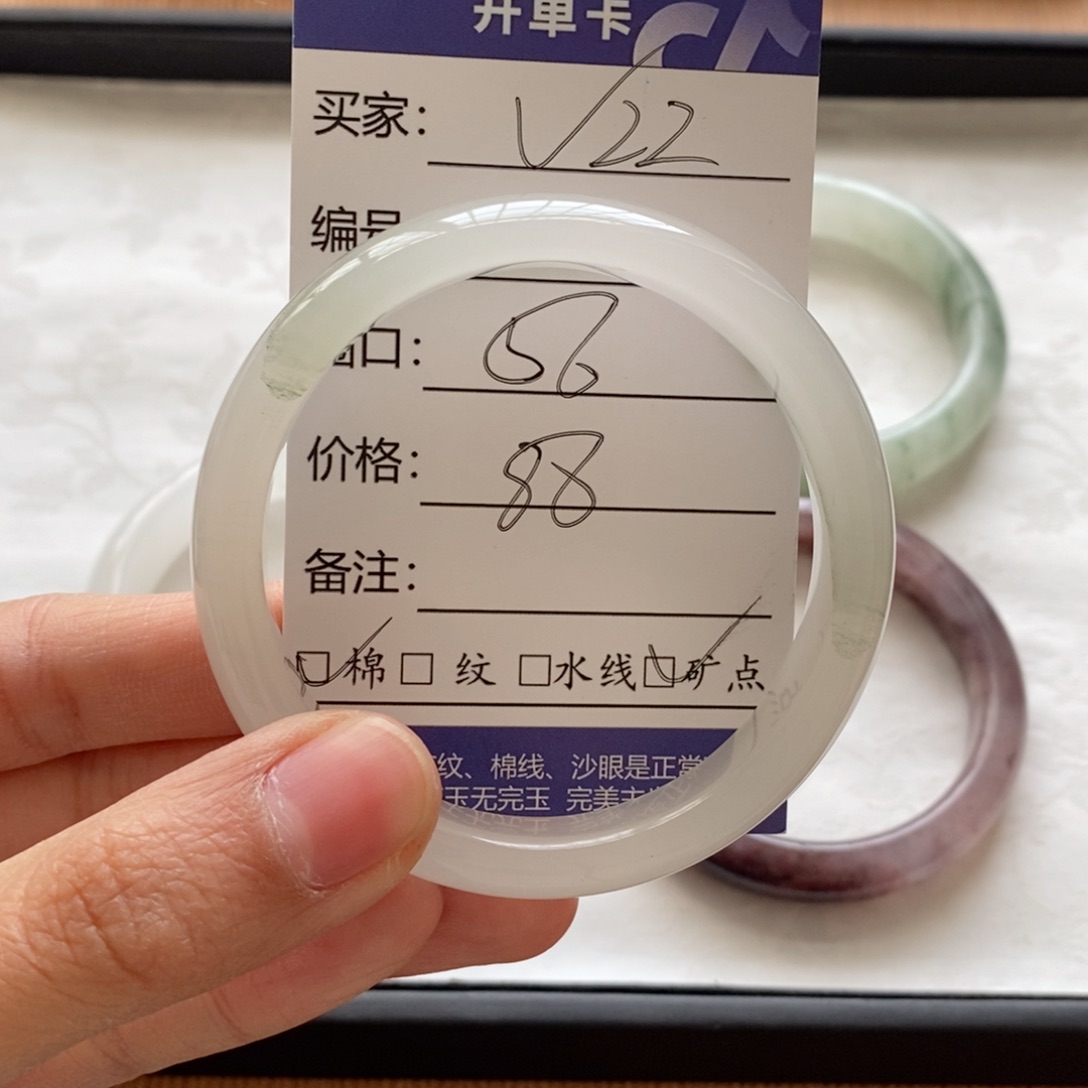 开单卡
买家: V22
编号
口: 56
价格: 88
备注:
☑棉 □ 纹 □水线 ☑矿点
纹、棉线、沙眼是正常
玉无完玉 完美